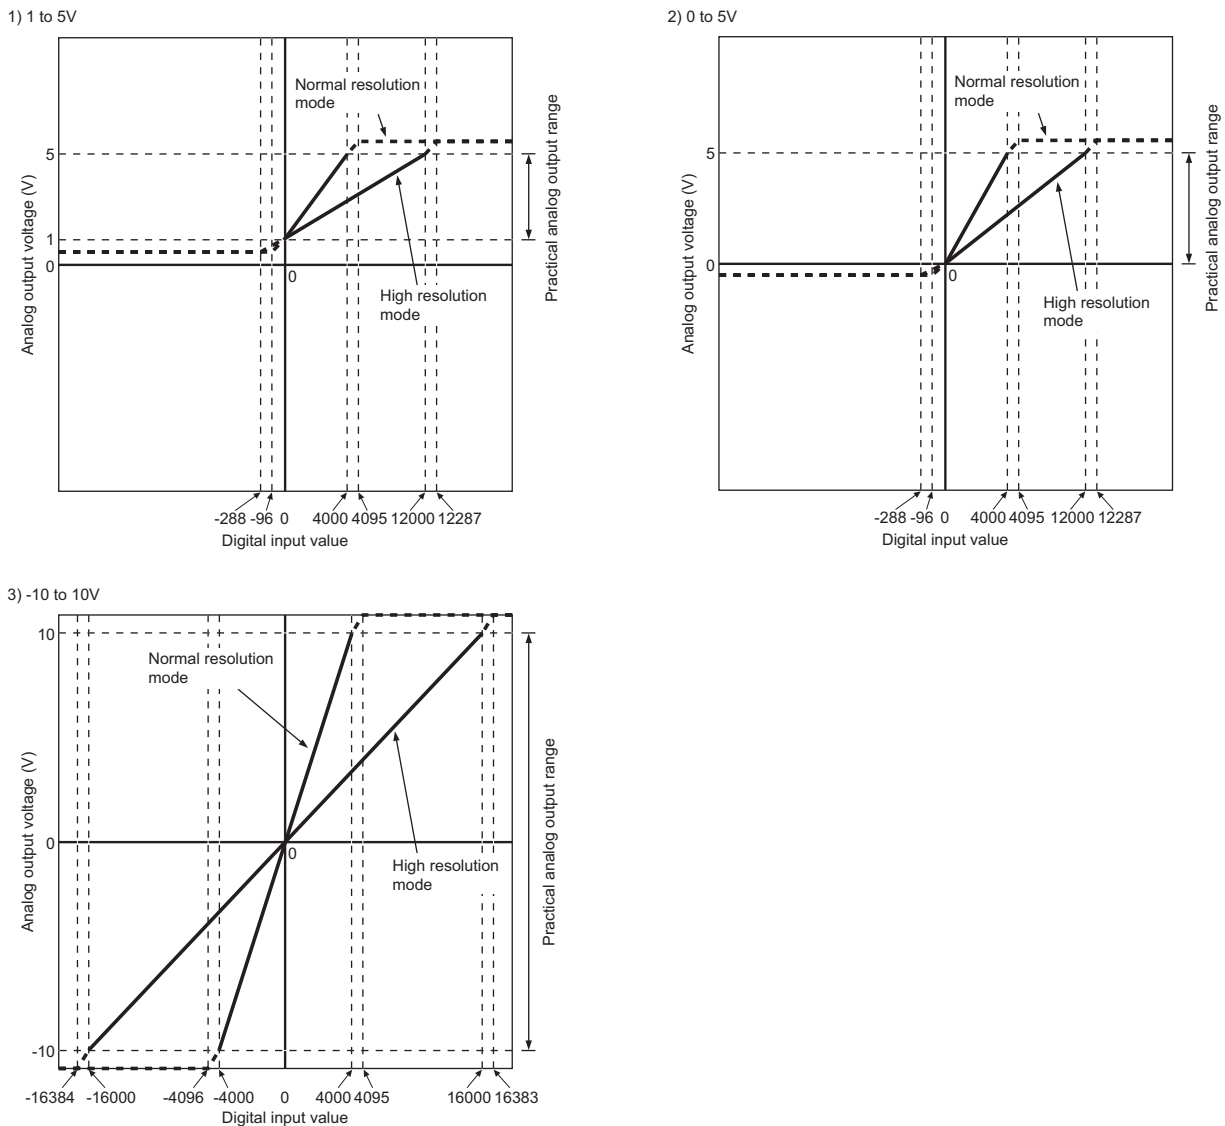 1) 1 to 5V
Normal resolution
mode
5
1
0
0
High resolution
mode
Analog output voltage (V)
Practical analog output range
-288 -96 0 4000 4095 12000 12287
Digital input value
2) 0 to 5V
Normal resolution
mode
5
0
0
High resolution
mode
Analog output voltage (V)
Practical analog output range
-288 -96 0 4000 4095 12000 12287
Digital input value
3) -10 to 10V
10
Normal resolution
mode
0
0
High resolution
mode
-10
Analog output voltage (V)
Practical analog output range
-16384 -16000 -4096 -4000 0 4000 4095 16000 16383
Digital input value